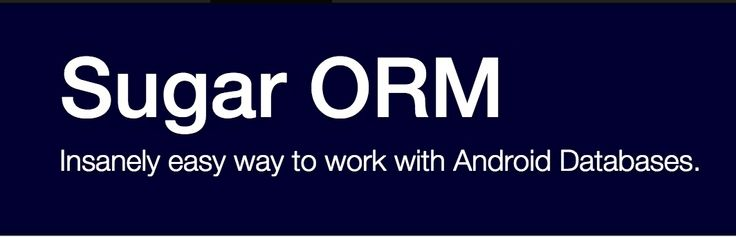 Sugar ORM
Insanely easy way to work with Android Databases.